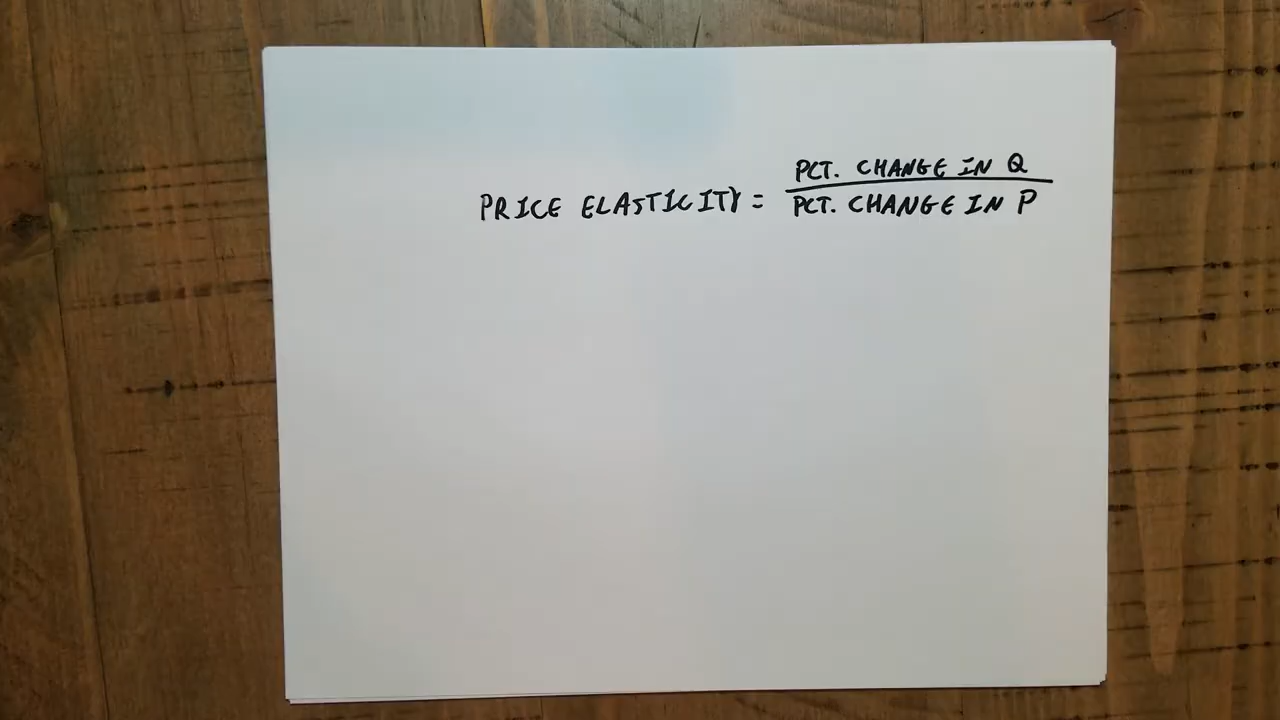 PRICE ELASTICITY = PCT. CHANGE IN Q
PCT. CHANGE IN P